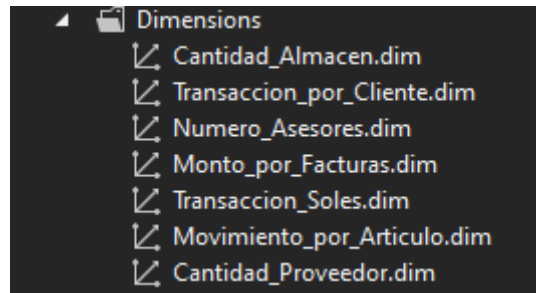 Dimensions
Cantidad_Almacen.dim
Transaccion_por_Cliente.dim
Numero_Asesores.dim
Monto_por_Facturas.dim
Transaccion_Soles.dim
Movimiento_por_Articulo.dim
Cantidad_Proveedor.dim